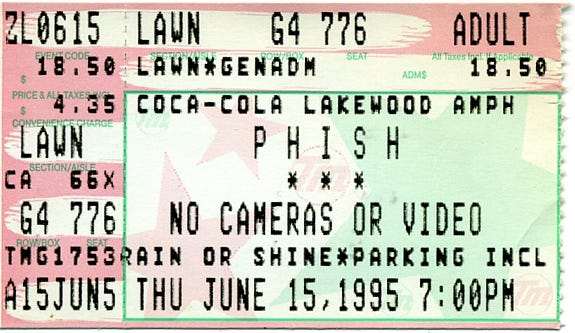 ZL0615 LAWN G4 776 ADULT
EVENT CODE SECTION/AISLE ROW/BOX SEAT All Taxes Incl. If Applicable
$ 18.50 LAWN*GENADM ADM$ 18.50
PRICE & ALL TAXES INCL
$ 4.35 COCA-COLA LAKEWOOD AMPH
CONVENIENCE CHARGE
LAWN PHISH
SECTION/AISLE
CA 66X ***
G4 776 NO CAMERAS OR VIDEO
ROW/BOX SEAT
TMG1753 RAIN OR SHINE*PARKING INCL
A15JUN5 THU JUNE 15,1995 7:00PM